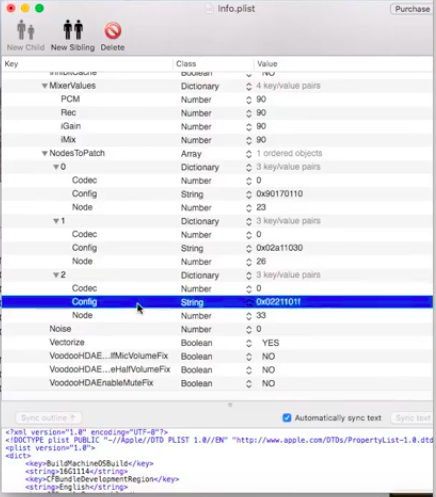 Info.plist
Purchase
New Child New Sibling Delete
Key Class Value
InhibitCache Boolean NO
MixerValues Dictionary 4 key/value pairs
PCM Number 90
Rec Number 90
iGain Number 90
iMix Number 90
NodesToPatch Array 1 ordered objects
0 Dictionary 3 key/value pairs
Codec Number 0
Config String 0x90170110
Node Number 23
1 Dictionary 3 key/value pairs
Codec Number 0
Config String 0x02a11030
Node Number 26
2 Dictionary 3 key/value pairs
Codec Number 0
Config String 0x0221101f
Node Number 33
Noise Number 0
Vectorize Boolean YES
VoodooHDAE...lfMicVolumeFix Boolean NO
VoodooHDAE...eHalfVolumeFix Boolean NO
VoodooHDAEnableMuteFix Boolean NO
Sync outline ↑ Automatically sync text Sync text
<?xml version="1.0" encoding="UTF-8"?>
<!DOCTYPE plist PUBLIC "-//Apple//DTD PLIST 1.0//EN" "http://www.apple.com/DTDs/PropertyList-1.0.dtd
<plist version="1.0">
<dict>
<key>BuildMachineOSBuild</key>
<string>16G1114</string>
<key>CFBundleDevelopmentRegion</key>
<string>English</string>